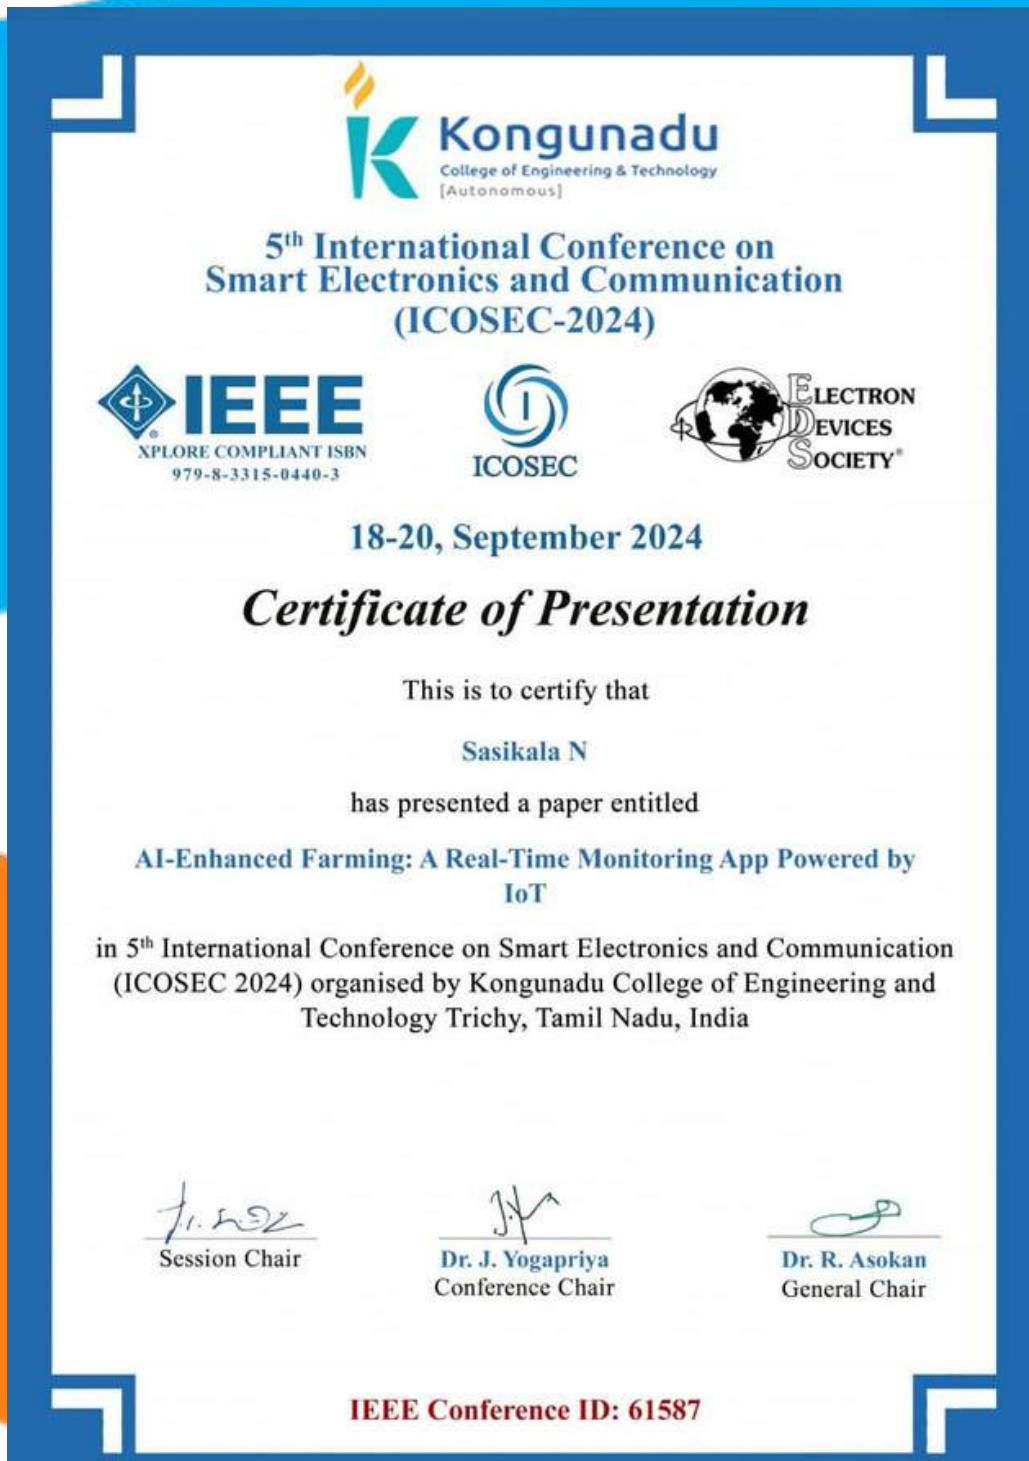 Kongunadu
College of Engineering & Technology
[Autonomous]
5th International Conference on
Smart Electronics and Communication
(ICOSEC-2024)
IEEE
XPLORE COMPLIANT ISBN
979-8-3315-0440-3
ICOSEC
ELECTRON
DEVICES
SOCIETY®
18-20, September 2024
Certificate of Presentation
This is to certify that
Sasikala N
has presented a paper entitled
AI-Enhanced Farming: A Real-Time Monitoring App Powered by
IoT
in 5th International Conference on Smart Electronics and Communication
(ICOSEC 2024) organised by Kongunadu College of Engineering and
Technology Trichy, Tamil Nadu, India
Session Chair
Dr. J. Yogapriya
Conference Chair
Dr. R. Asokan
General Chair
IEEE Conference ID: 61587